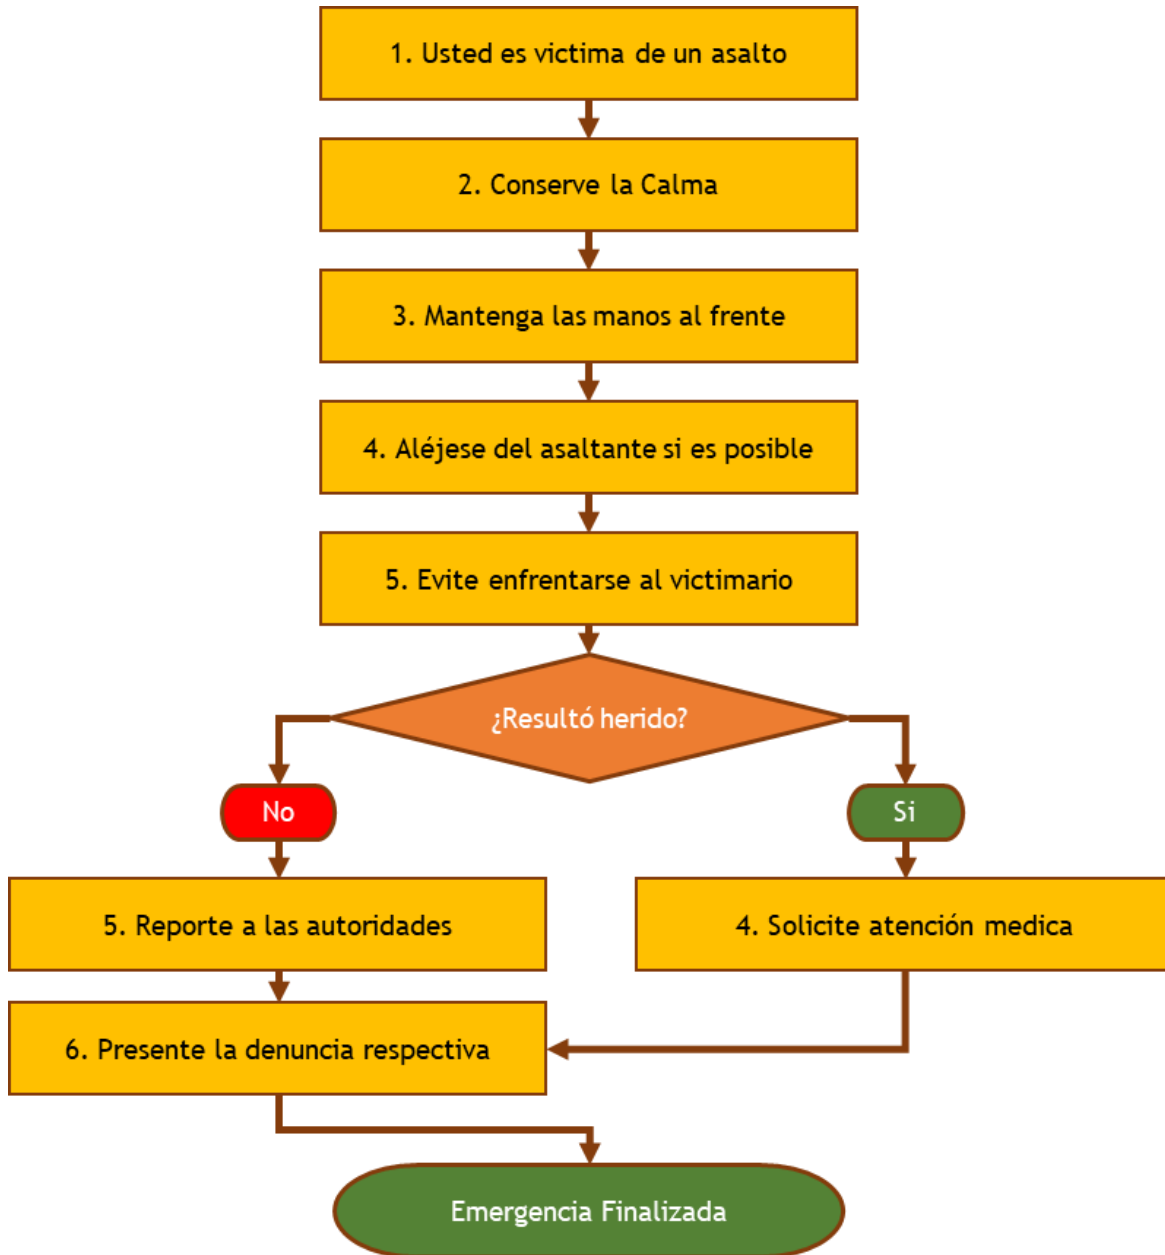 1. Usted es victima de un asalto
2. Conserve la Calma
3. Mantenga las manos al frente
4. Aléjese del asaltante si es posible
5. Evite enfrentarse al victimario
¿Resultó herido?
No
Si
5. Reporte a las autoridades
4. Solicite atención medica
6. Presente la denuncia respectiva
Emergencia Finalizada